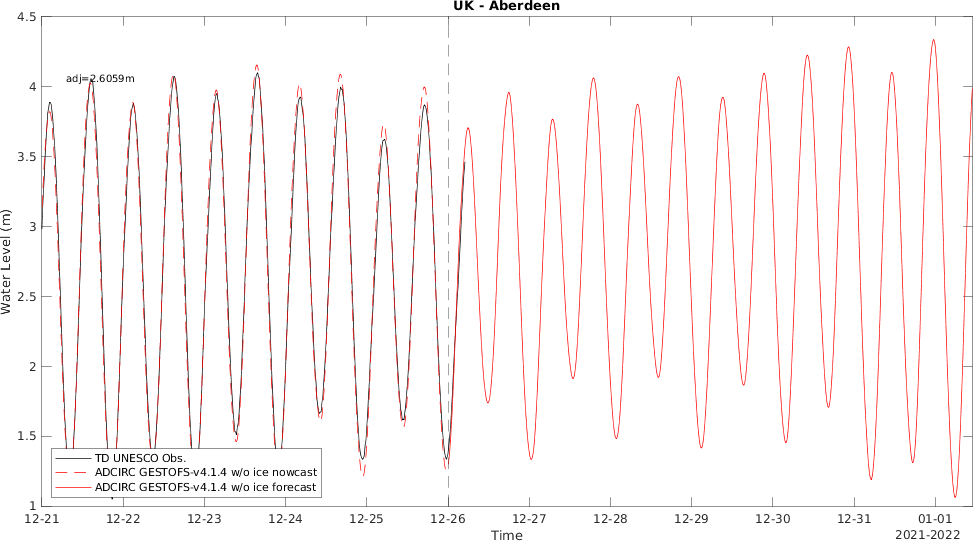 UK - Aberdeen
4.5
adj=2.6059m
4
3.5
3
2.5
2
1.5
1
Water Level (m)
TD UNESCO Obs.
ADCIRC GESTOFS-v4.1.4 w/o ice nowcast
ADCIRC GESTOFS-v4.1.4 w/o ice forecast
12-21 12-22 12-23 12-24 12-25 12-26 12-27 12-28 12-29 12-30 12-31 01-01
Time
2021-2022